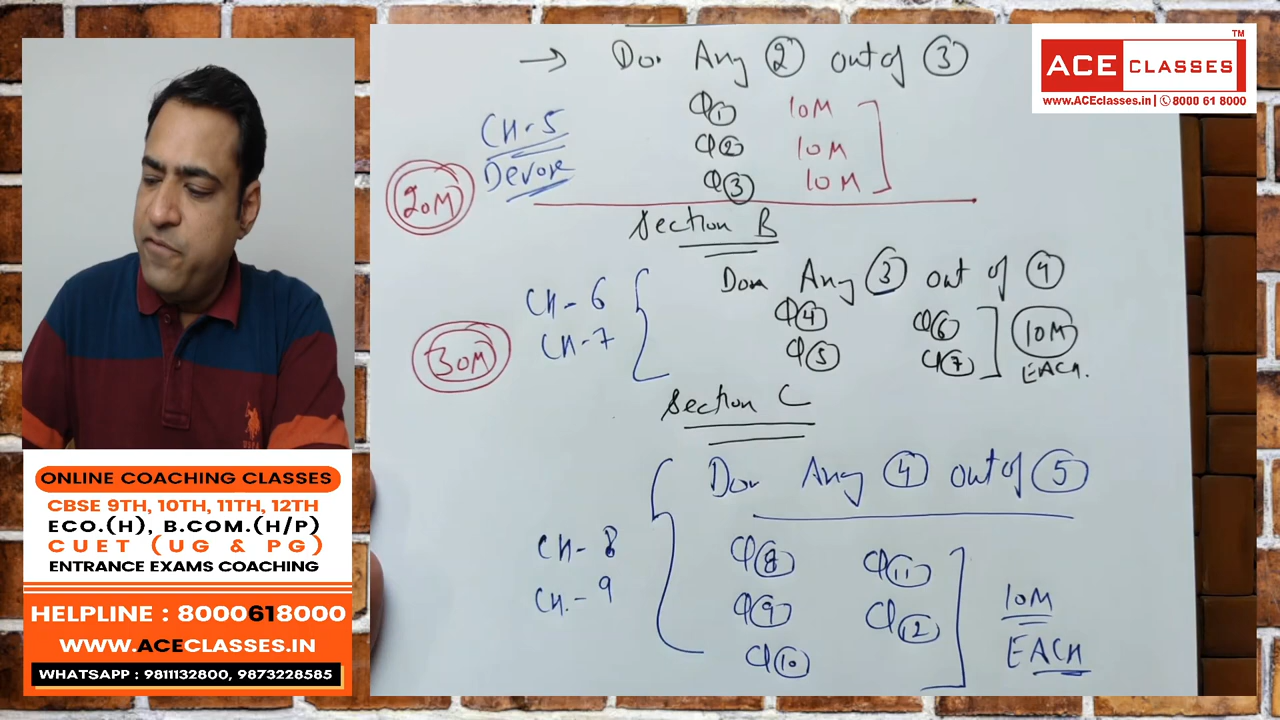 → Do Any 2 out of 3
Q1 10M
CH-5
Q2 10M
Devore
Q3 10M
20M
Section B
Do Any 3 out of 4
CH-6
Q4 Q6
10M
CH-7
Q5 Q7
EACH.
30M
Section C
Do Any 4 out of 5
CH-8
Q8 Q11
CH.-9
Q9 Q12
10M
Q10
EACH
TM
ACE CLASSES
www.ACEclasses.in | 8000 61 8000
U.S. POLO
ONLINE COACHING CLASSES
CBSE 9TH, 10TH, 11TH, 12TH
ECO.(H), B.COM.(H/P)
CUET (UG & PG)
ENTRANCE EXAMS COACHING
HELPLINE : 8000618000
WWW.ACECLASSES.IN
WHATSAPP : 9811132800, 9873228585